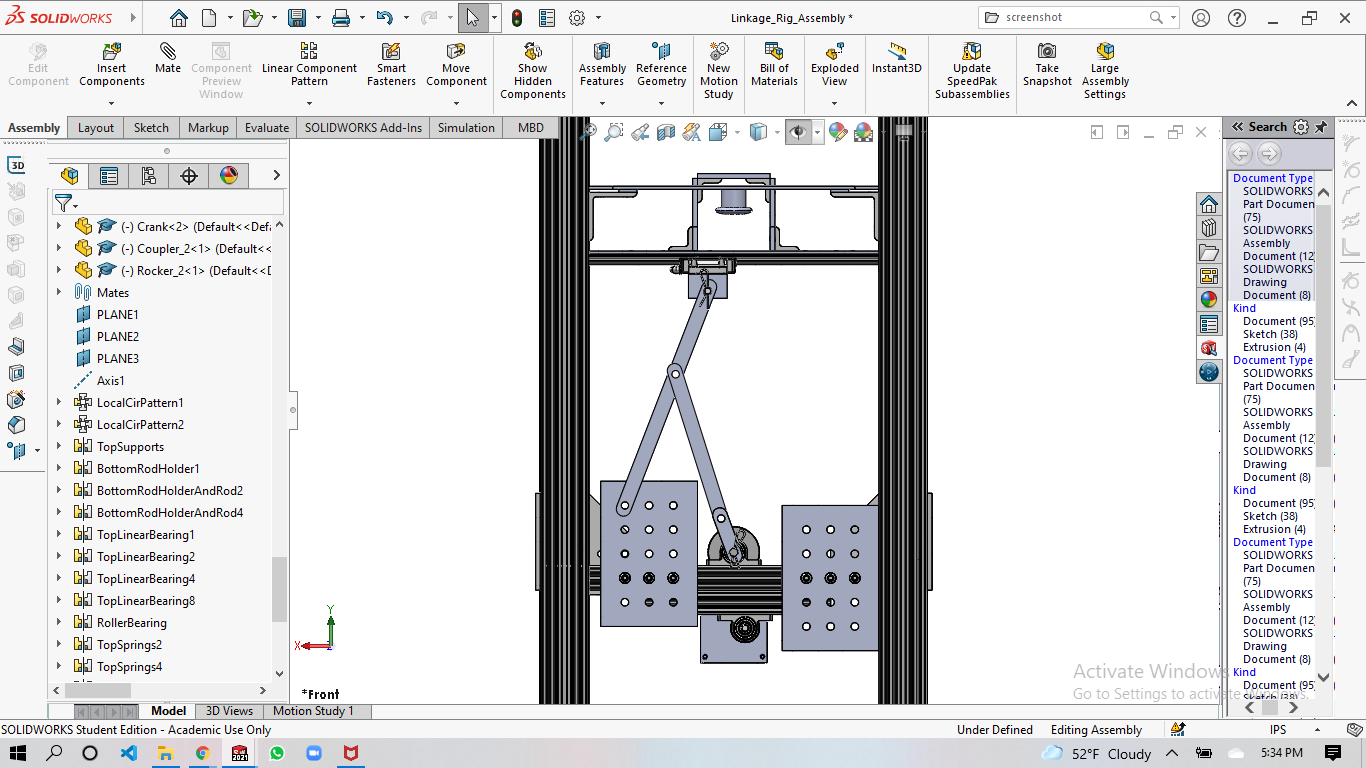 SOLIDWORKS
Linkage_Rig_Assembly *
screenshot
Edit Component
Insert Components
Mate
Component Preview Window
Linear Component Pattern
Smart Fasteners
Move Component
Show Hidden Components
Assembly Features
Reference Geometry
New Motion Study
Bill of Materials
Exploded View
Instant3D
Update SpeedPak Subassemblies
Take Snapshot
Large Assembly Settings
Assembly Layout Sketch Markup Evaluate SOLIDWORKS Add-Ins Simulation MBD
Search
3D
(-) Crank<2> (Default<<Defa
(-) Coupler_2<1> (Default<<
(-) Rocker_2<1> (Default<<D
Mates
PLANE1
PLANE2
PLANE3
Axis1
LocalCirPattern1
LocalCirPattern2
TopSupports
BottomRodHolder1
BottomRodHolderAndRod2
BottomRodHolderAndRod4
TopLinearBearing1
TopLinearBearing2
TopLinearBearing4
TopLinearBearing8
RollerBearing
TopSprings2
TopSprings4
Y
X
Z
*Front
Document Type
SOLIDWORKS
Part Documen
(75)
SOLIDWORKS
Assembly
Document (12)
SOLIDWORKS
Drawing
Document (8)
Kind
Document (95)
Sketch (38)
Extrusion (4)
Document Type
SOLIDWORKS
Part Documen
(75)
SOLIDWORKS
Assembly
Document (12)
SOLIDWORKS
Drawing
Document (8)
Kind
Document (95)
Sketch (38)
Extrusion (4)
Document Type
SOLIDWORKS
Part Documen
(75)
SOLIDWORKS
Assembly
Document (12)
SOLIDWORKS
Drawing
Document (8)
Kind
Document (95)
Sketch (38)
Activate Windows
Go to Settings to activate Windows.
Model 3D Views Motion Study 1
SOLIDWORKS Student Edition - Academic Use Only
Under Defined
Editing Assembly
IPS
2021
52°F Cloudy
5:34 PM